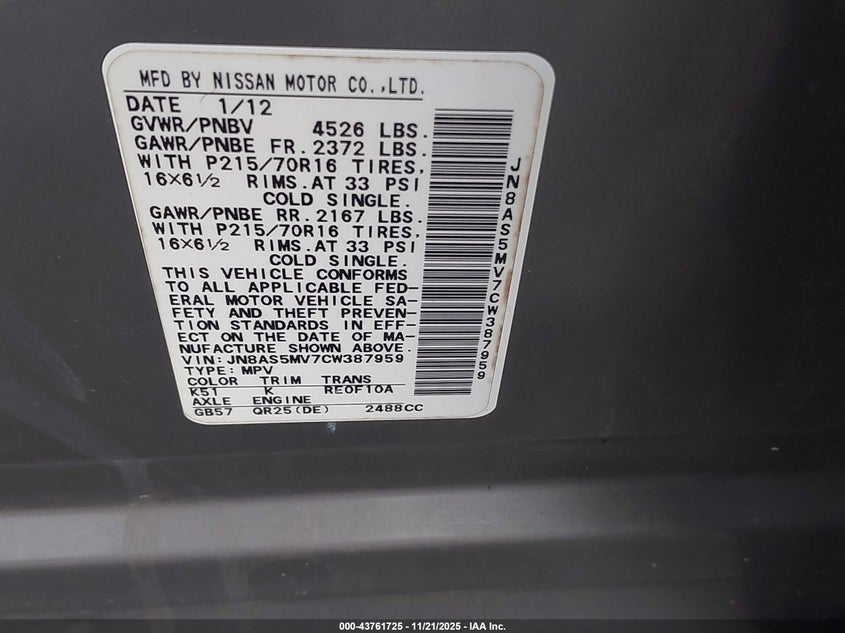 MFD BY NISSAN MOTOR CO.,LTD.
DATE 1/12
GVWR/PNBV 4526 LBS.
GAWR/PNBE FR. 2372 LBS.
WITH P215/70R16 TIRES,
16X6½ RIMS. AT 33 PSI
COLD SINGLE.
GAWR/PNBE RR. 2167 LBS.
WITH P215/70R16 TIRES,
16X6½ RIMS. AT 33 PSI
COLD SINGLE.
THIS VEHICLE CONFORMS
TO ALL APPLICABLE FED-
ERAL MOTOR VEHICLE SA-
FETY AND THEFT PREVEN-
TION STANDARDS IN EFF-
ECT ON THE DATE OF MA-
NUFACTURE SHOWN ABOVE.
VIN: JN8AS5MV7CW387959
TYPE: MPV
COLOR TRIM TRANS
K51 K RE0F10A
AXLE ENGINE
GB57 QR25(DE) 2488CC
JN8AS5MV7CW387959
000-43761725 - 11/21/2025 - IAA Inc.